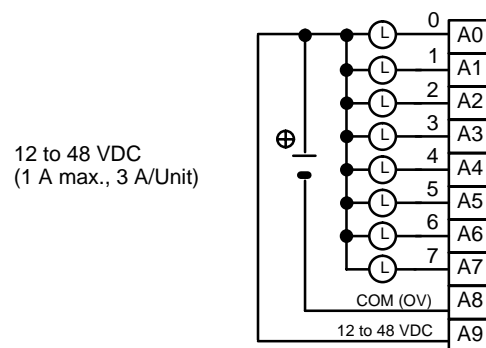 12 to 48 VDC
(1 A max., 3 A/Unit)
0 L A0
1 L A1
2 L A2
3 L A3
4 L A4
5 L A5
6 L A6
7 L A7
COM (OV) A8
12 to 48 VDC A9